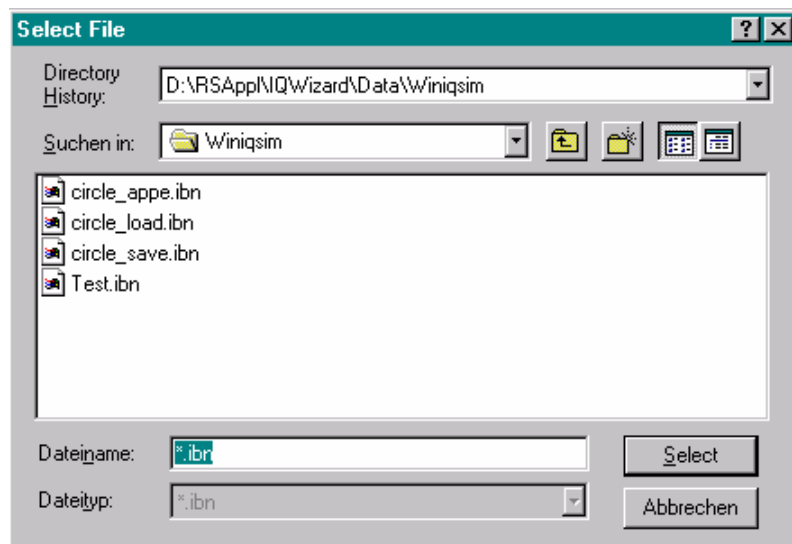 Select File
Directory
History:
D:\RSAppl\IQWizard\Data\Winiqsim
Suchen in:
Winiqsim
circle_appe.ibn
circle_load.ibn
circle_save.ibn
Test.ibn
Dateiname:
*.ibn
Select
Dateityp:
*.ibn
Abbrechen